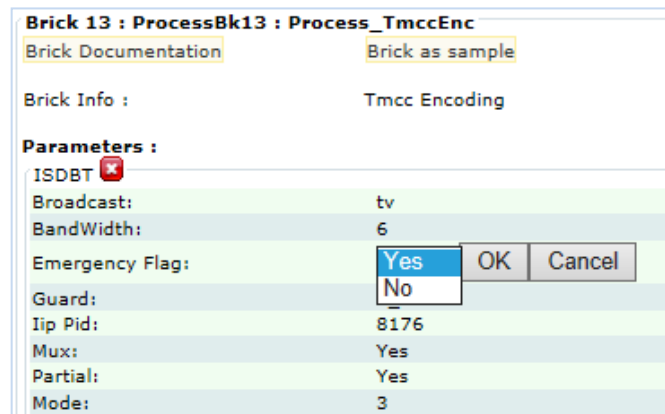 Brick 13 : ProcessBk13 : Process_TmccEnc
Brick Documentation Brick as sample
Brick Info : Tmcc Encoding
Parameters :
ISDBT
Broadcast: tv
BandWidth: 6
Emergency Flag: Yes OK Cancel
No
Guard:
Iip Pid: 8176
Mux: Yes
Partial: Yes
Mode: 3